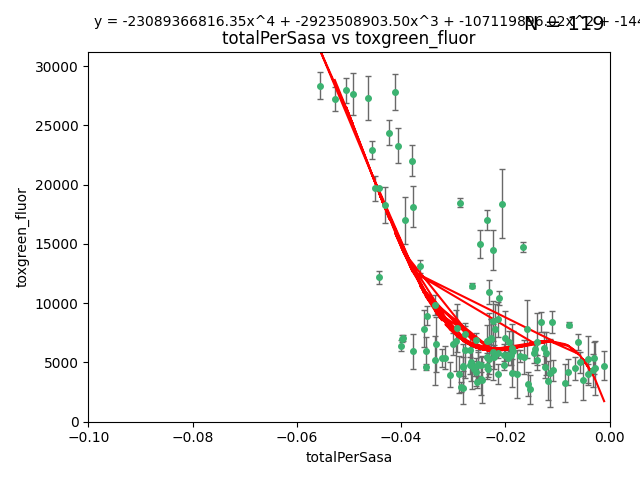 y = -23089366816.35x^4 + -2923508903.50x^3 + -107119896.02x^2 + -144
N = 119
totalPerSasa vs toxgreen_fluor
30000
25000
20000
15000
10000
5000
0
toxgreen_fluor
−0.10 −0.08 −0.06 −0.04 −0.02 0.00
totalPerSasa